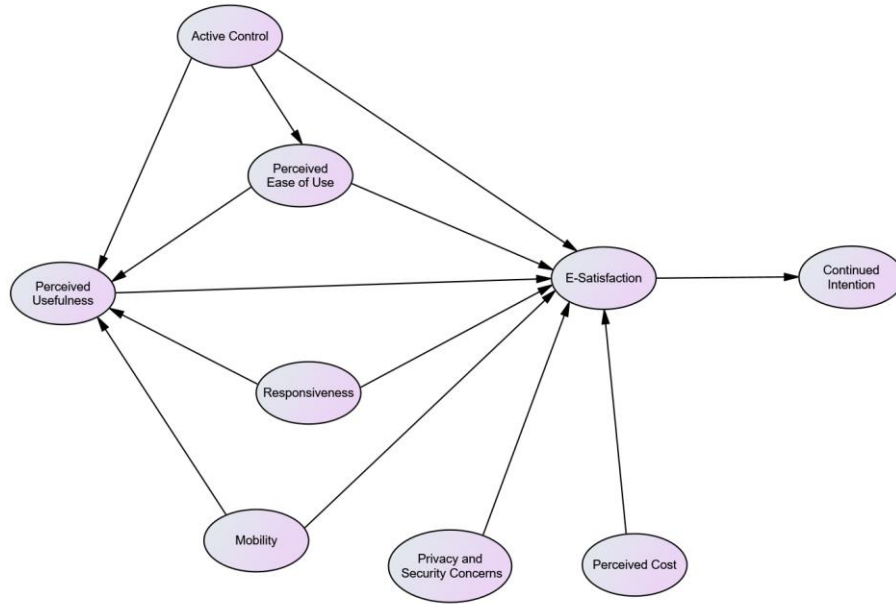 Active Control
Perceived
Ease of Use
Perceived
Usefulness
E-Satisfaction
Continued
Intention
Responsiveness
Mobility
Privacy and
Security Concerns
Perceived Cost